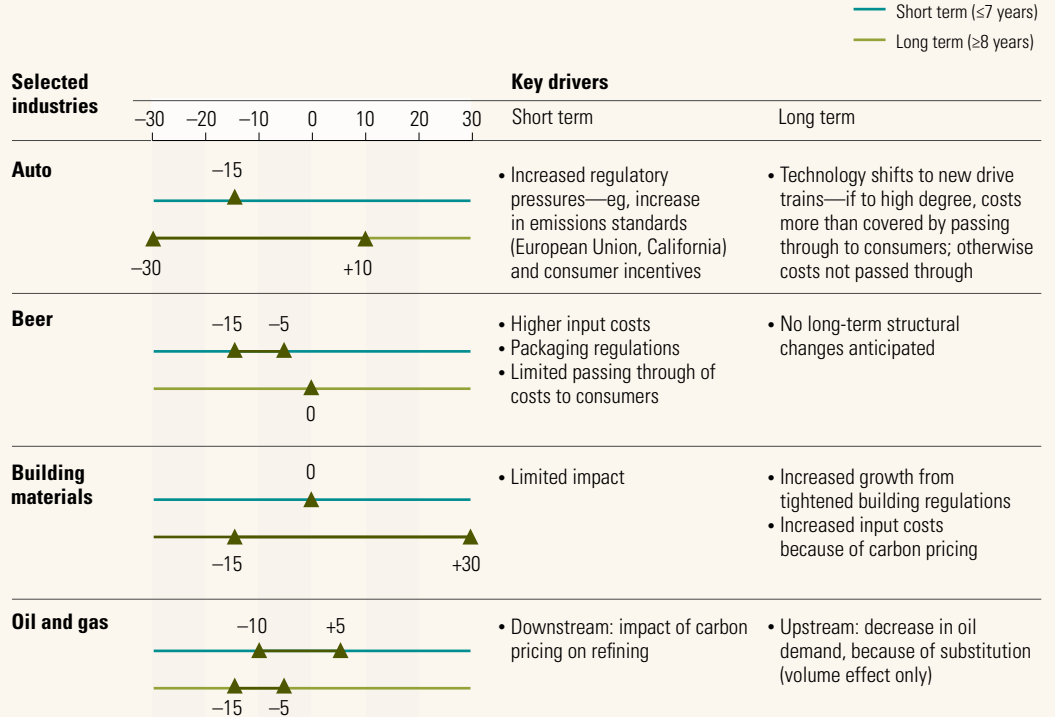 Short term (≤7 years)
Long term (≥8 years)
Selected
industries
Key drivers
–30 –20 –10 0 10 20 30
Short term
Long term
Auto
–15
–30 +10
• Increased regulatory
pressures—eg, increase
in emissions standards
(European Union, California)
and consumer incentives
• Technology shifts to new drive
trains—if to high degree, costs
more than covered by passing
through to consumers; otherwise
costs not passed through
Beer
–15 –5
0
• Higher input costs
• Packaging regulations
• Limited passing through of
costs to consumers
• No long-term structural
changes anticipated
Building
materials
0
–15 +30
• Limited impact
• Increased growth from
tightened building regulations
• Increased input costs
because of carbon pricing
Oil and gas
–10 +5
–15 –5
• Downstream: impact of carbon
pricing on refining
• Upstream: decrease in oil
demand, because of substitution
(volume effect only)